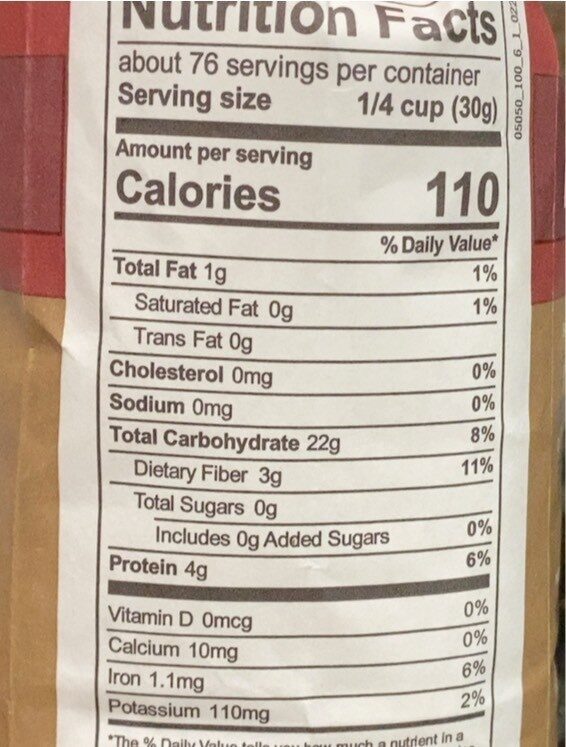 Nutrition Facts
about 76 servings per container
Serving size 1/4 cup (30g)
Amount per serving
Calories 110
% Daily Value*
Total Fat 1g 1%
Saturated Fat 0g 1%
Trans Fat 0g
Cholesterol 0mg 0%
Sodium 0mg 0%
Total Carbohydrate 22g 8%
Dietary Fiber 3g 11%
Total Sugars 0g
Includes 0g Added Sugars 0%
Protein 4g 6%
Vitamin D 0mcg 0%
Calcium 10mg 0%
Iron 1.1mg 6%
Potassium 110mg 2%
*The % Daily Value tells you how much a nutrient in a
05050_100_6_1_022